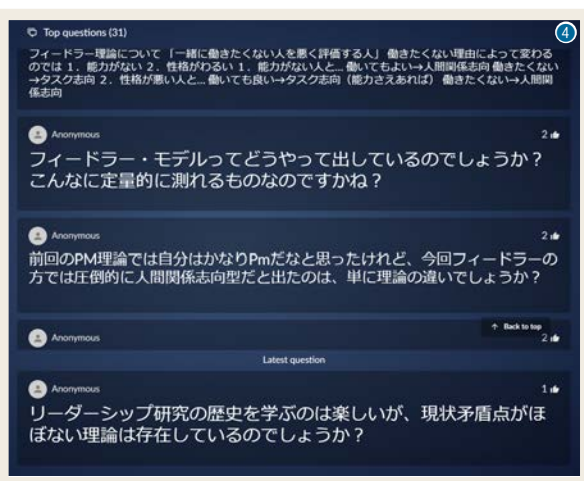 Top questions (31)
4
フィードラー理論について 「一緒に働きたくない人を悪く評価する人」 働きたくない理由によって変わる
のでは 1．能力がない 2．性格がわるい 1．能力がない人と... 働いてもよい→人間関係志向 働きたくない
→タスク志向 2．性格が悪い人と... 働いても良い→タスク志向（能力さえあれば） 働きたくない→人間関
係志向
Anonymous
2
フィードラー・モデルってどうやって出しているのでしょうか？
こんなに定量的に測れるものなのですかね？
Anonymous
2
前回のPM理論では自分はかなりPmだなと思ったけれど、今回フィードラーの
方では圧倒的に人間関係志向型だと出たのは、単に理論の違いでしょうか？
Back to top
Anonymous
2
Latest question
Anonymous
1
リーダーシップ研究の歴史を学ぶのは楽しいが、現状矛盾点がほ
ぼない理論は存在しているのでしょうか？